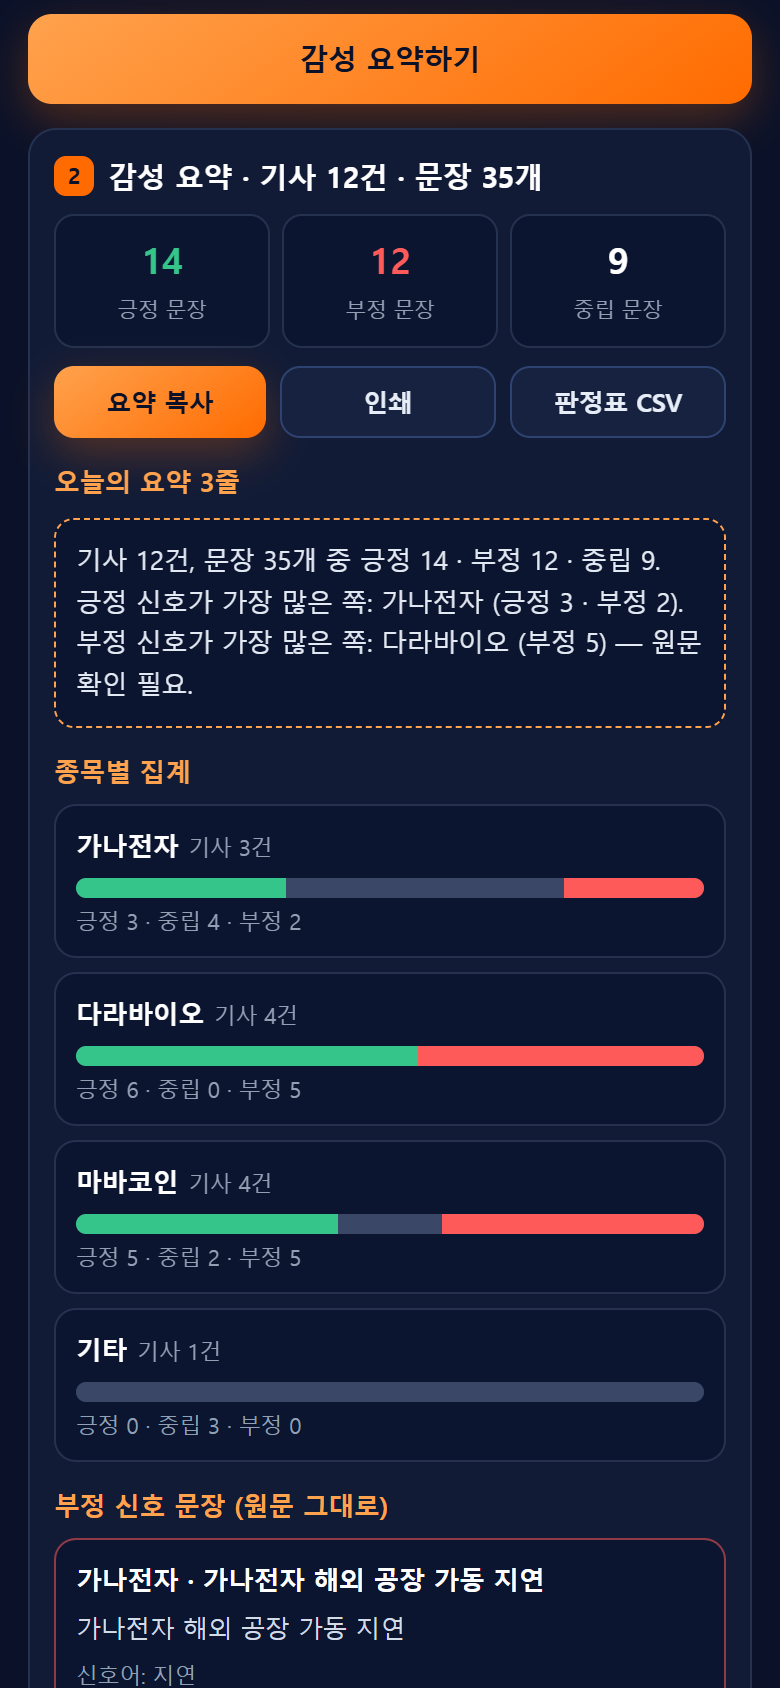 감성 요약하기
2 감성 요약 · 기사 12건 · 문장 35개
14
긍정 문장
12
부정 문장
9
중립 문장
요약 복사
인쇄
판정표 CSV
오늘의 요약 3줄
기사 12건, 문장 35개 중 긍정 14 · 부정 12 · 중립 9.
긍정 신호가 가장 많은 쪽: 가나전자 (긍정 3 · 부정 2).
부정 신호가 가장 많은 쪽: 다라바이오 (부정 5) — 원문
확인 필요.
종목별 집계
가나전자 기사 3건
긍정 3 · 중립 4 · 부정 2
다라바이오 기사 4건
긍정 6 · 중립 0 · 부정 5
마바코인 기사 4건
긍정 5 · 중립 2 · 부정 5
기타 기사 1건
긍정 0 · 중립 3 · 부정 0
부정 신호 문장 (원문 그대로)
가나전자 · 가나전자 해외 공장 가동 지연
가나전자 해외 공장 가동 지연
신호어: 지연